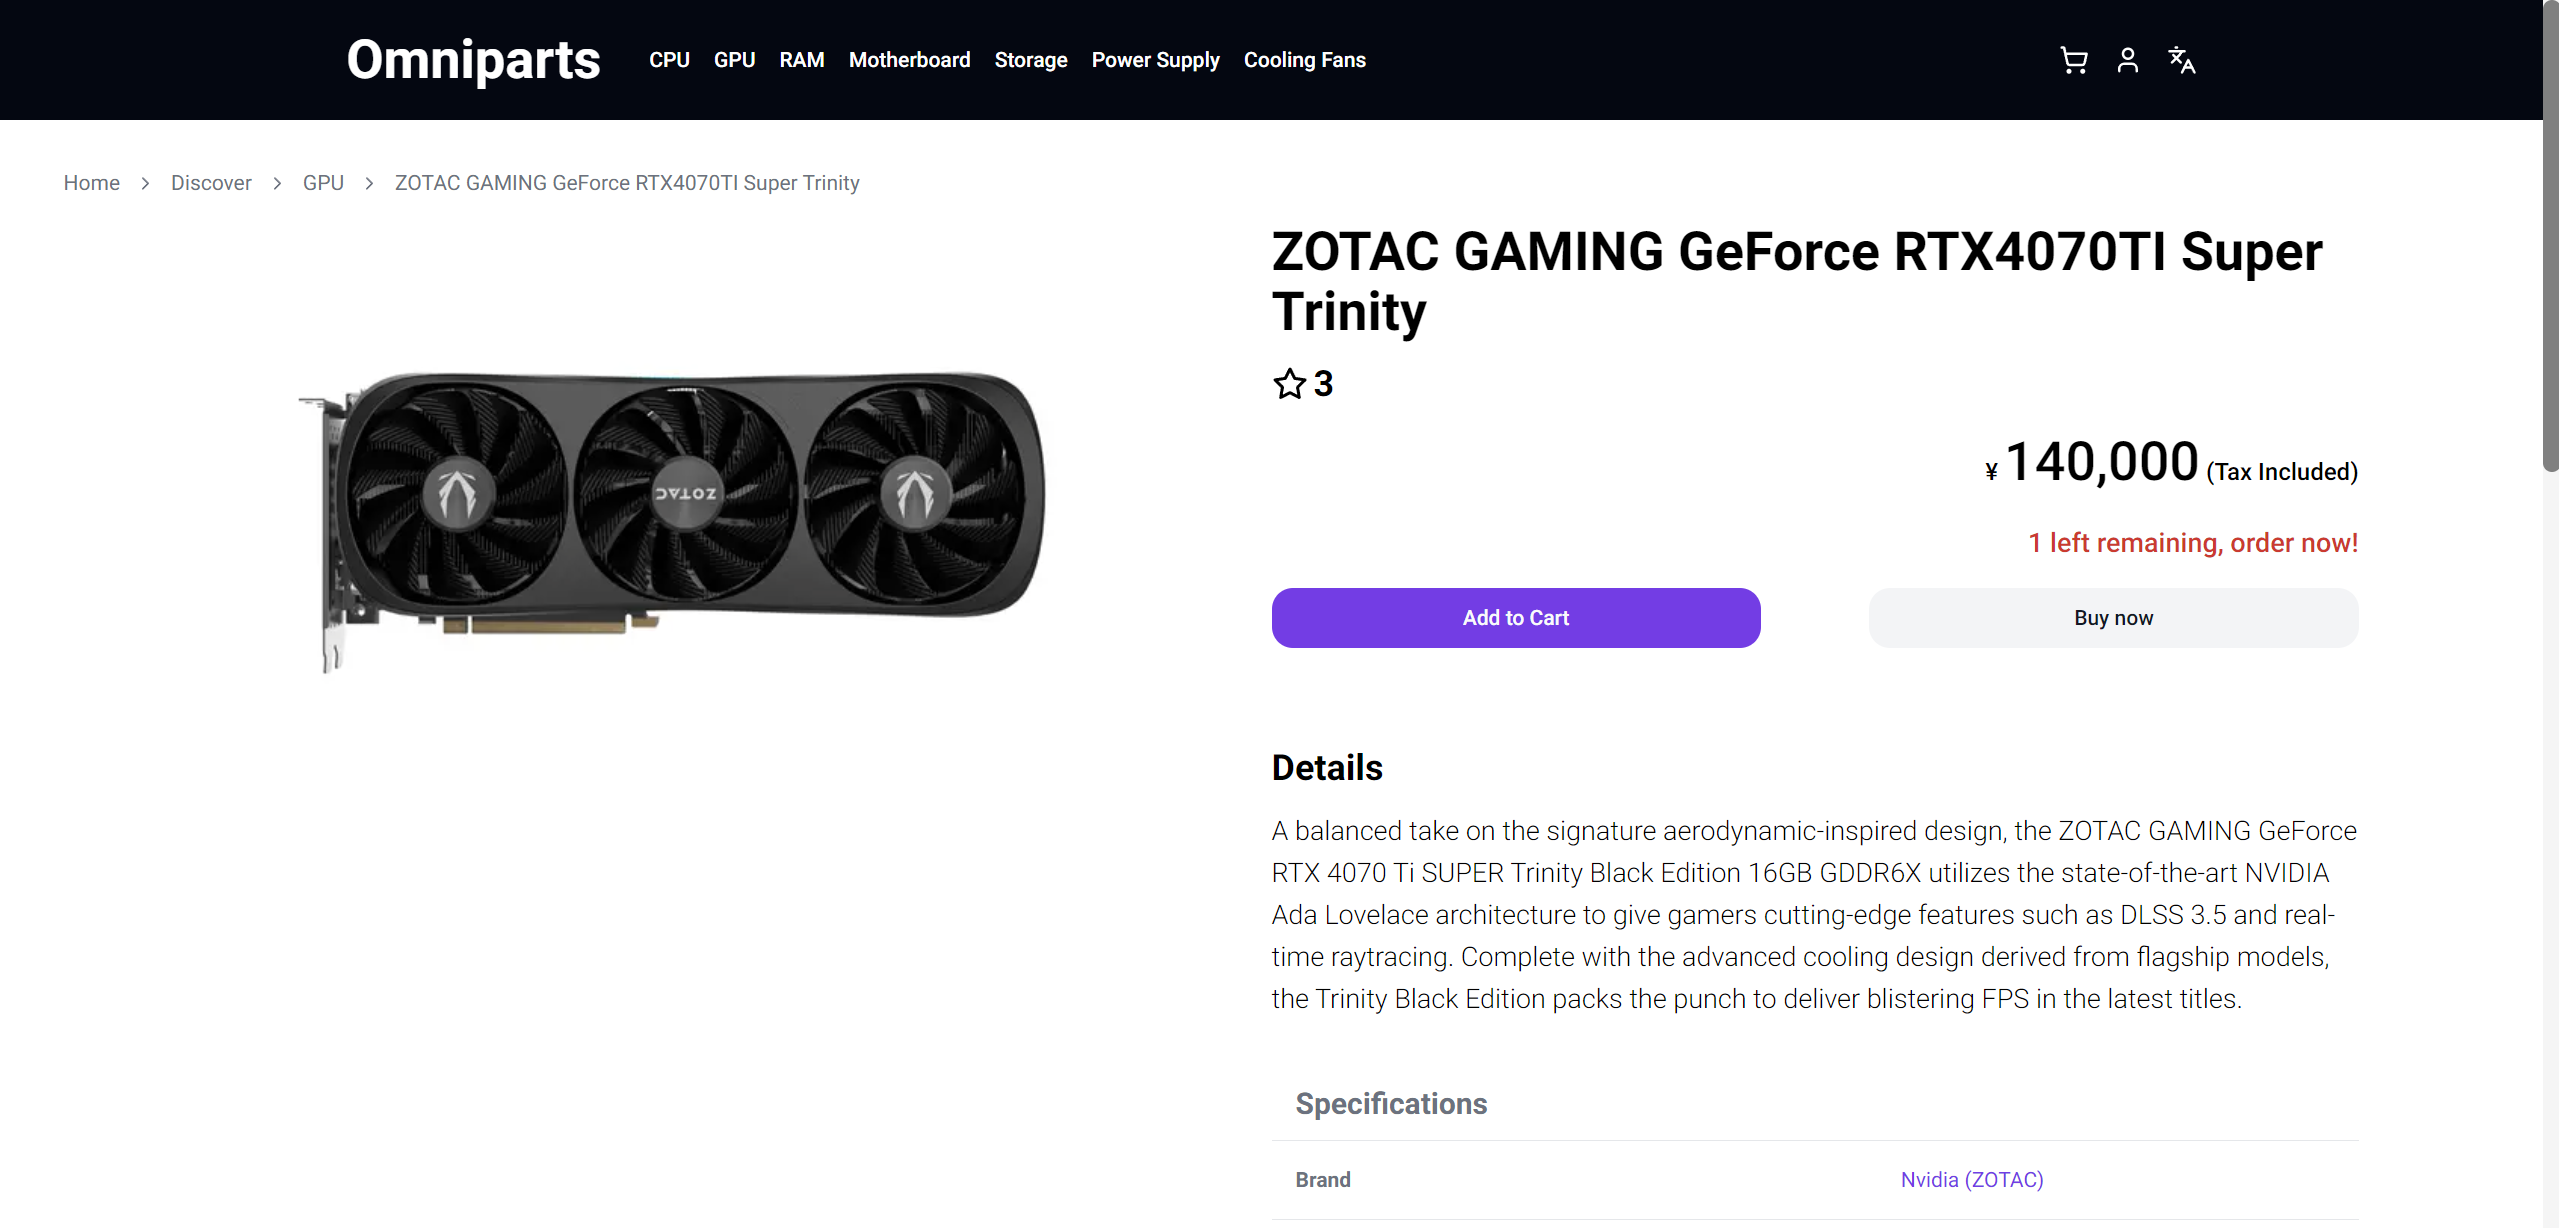 Omniparts CPU GPU RAM Motherboard Storage Power Supply Cooling Fans
Home > Discover > GPU > ZOTAC GAMING GeForce RTX4070TI Super Trinity
ZOTAC GAMING GeForce RTX4070TI Super
Trinity
3
¥ 140,000 (Tax Included)
1 left remaining, order now!
Add to Cart
Buy now
ZOTAC
Details
A balanced take on the signature aerodynamic-inspired design, the ZOTAC GAMING GeForce
RTX 4070 Ti SUPER Trinity Black Edition 16GB GDDR6X utilizes the state-of-the-art NVIDIA
Ada Lovelace architecture to give gamers cutting-edge features such as DLSS 3.5 and real-
time raytracing. Complete with the advanced cooling design derived from flagship models,
the Trinity Black Edition packs the punch to deliver blistering FPS in the latest titles.
Specifications
Brand Nvidia (ZOTAC)